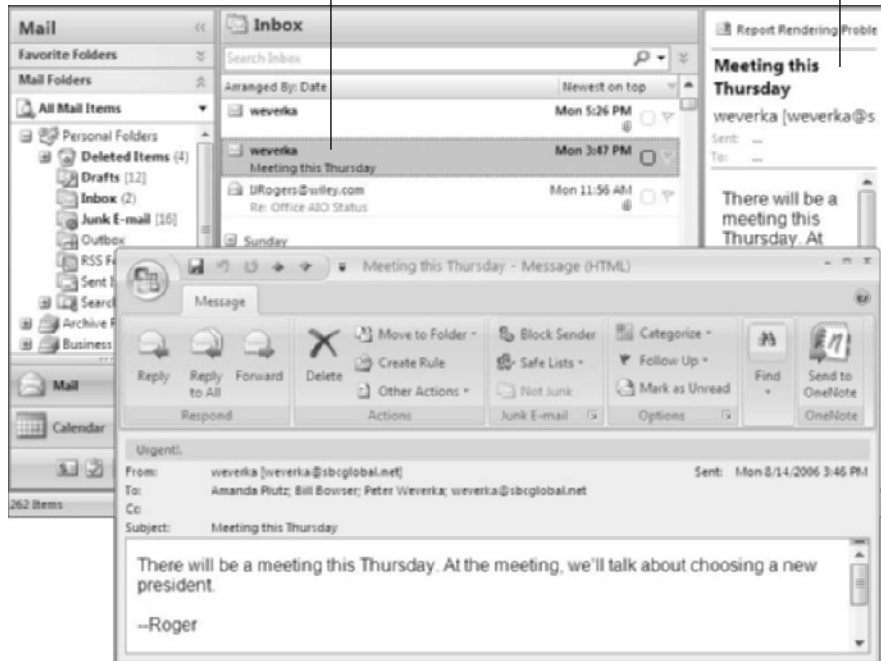 Mail
Favorite Folders
Mail Folders
All Mail Items
Personal Folders
Deleted Items (4)
Drafts [12]
Inbox (2)
Junk E-mail [16]
Outbox
RSS
Sent
Search
Archive
Business
Mail
Calendar
262 Items
Inbox
Search Inbox
Arranged By: Date Newest on top
weverka Mon 5:26 PM
weverka Mon 3:47 PM
Meeting this Thursday
IJRogers@wiley.com Mon 11:56 AM
Re: Office AIO Status
Sunday
Report Rendering Proble
Meeting this
Thursday
weverka [weverka@s
Sent: ...
To: ...
There will be a
meeting this
Thursday. At
Meeting this Thursday - Message (HTML)
Message
Reply
Reply to All
Forward
Respond
Delete
Move to Folder
Create Rule
Other Actions
Actions
Block Sender
Safe Lists
Not Junk
Junk E-mail
Categorize
Follow Up
Mark as Unread
Options
Find
Send to
OneNote
OneNote
Urgent!.
From: weverka [weverka@sbcglobal.net] Sent: Mon 8/14/2006 3:46 PM
To: Amanda Plutz; Bill Bowser; Peter Weverka; weverka@sbcglobal.net
Cc:
Subject: Meeting this Thursday
There will be a meeting this Thursday. At the meeting, we'll talk about choosing a new
president.
--Roger